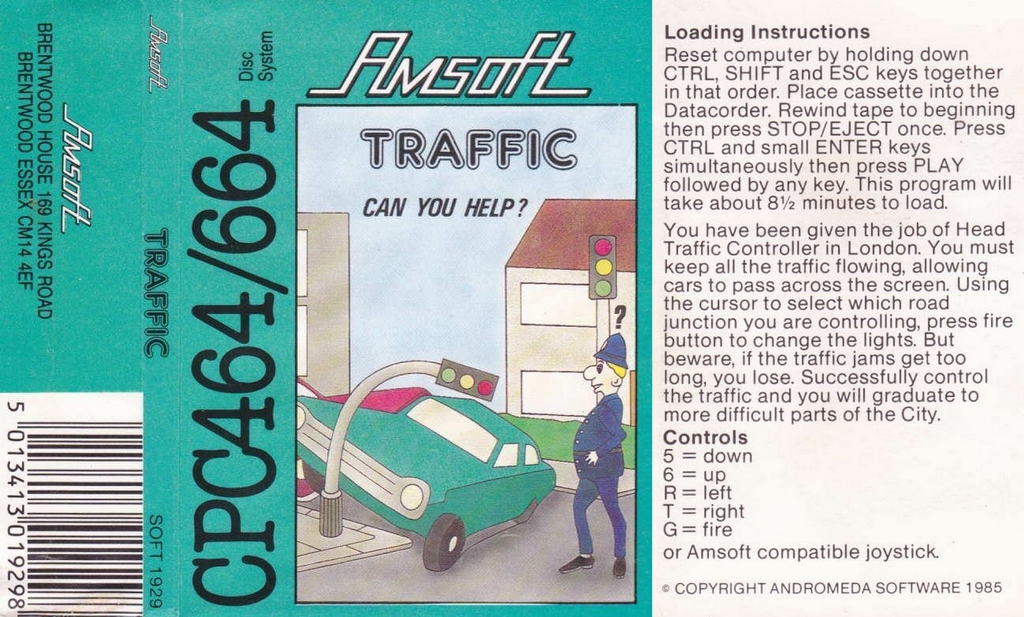 Amsoft
BRENTWOOD HOUSE 169 KINGS ROAD
BRENTWOOD ESSEX CM14 4EF
5 013413 019298
Amsoft
TRAFFIC
SOFT 1929
CPC464/664
Disc
System
Amsoft
TRAFFIC
CAN YOU HELP?
?
Loading Instructions
Reset computer by holding down
CTRL, SHIFT and ESC keys together
in that order. Place cassette into the
Datacorder. Rewind tape to beginning
then press STOP/EJECT once. Press
CTRL and small ENTER keys
simultaneously then press PLAY
followed by any key. This program will
take about 8½ minutes to load.
You have been given the job of Head
Traffic Controller in London. You must
keep all the traffic flowing, allowing
cars to pass across the screen. Using
the cursor to select which road
junction you are controlling, press fire
button to change the lights. But
beware, if the traffic jams get too
long, you lose. Successfully control
the traffic and you will graduate to
more difficult parts of the City.
Controls
5 = down
6 = up
R = left
T = right
G = fire
or Amsoft compatible joystick.
© COPYRIGHT ANDROMEDA SOFTWARE 1985